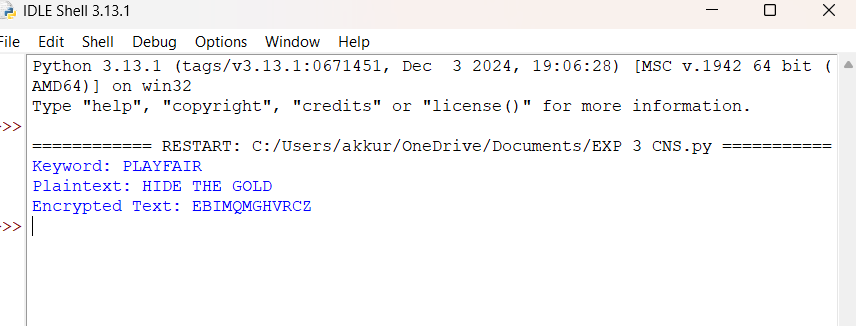 IDLE Shell 3.13.1
File Edit Shell Debug Options Window Help
Python 3.13.1 (tags/v3.13.1:0671451, Dec  3 2024, 19:06:28) [MSC v.1942 64 bit (
AMD64)] on win32
Type "help", "copyright", "credits" or "license()" for more information.
>>>
============ RESTART: C:/Users/akkur/OneDrive/Documents/EXP 3 CNS.py ===========
Keyword: PLAYFAIR
Plaintext: HIDE THE GOLD
Encrypted Text: EBIMQMGHVRCZ
>>>